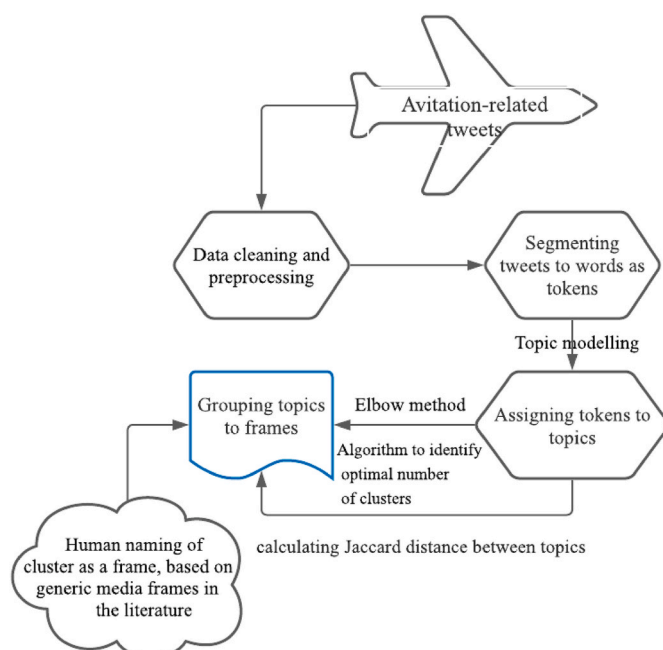 Avitation-related
tweets
Data cleaning and
preprocessing
Segmenting
tweets to words as
tokens
Topic modelling
Grouping topics
to frames
Elbow method
Algorithm to identify
optimal number
of clusters
Assigning tokens to
topics
calculating Jaccard distance between topics
Human naming of
cluster as a frame, based on
generic media frames in
the literature